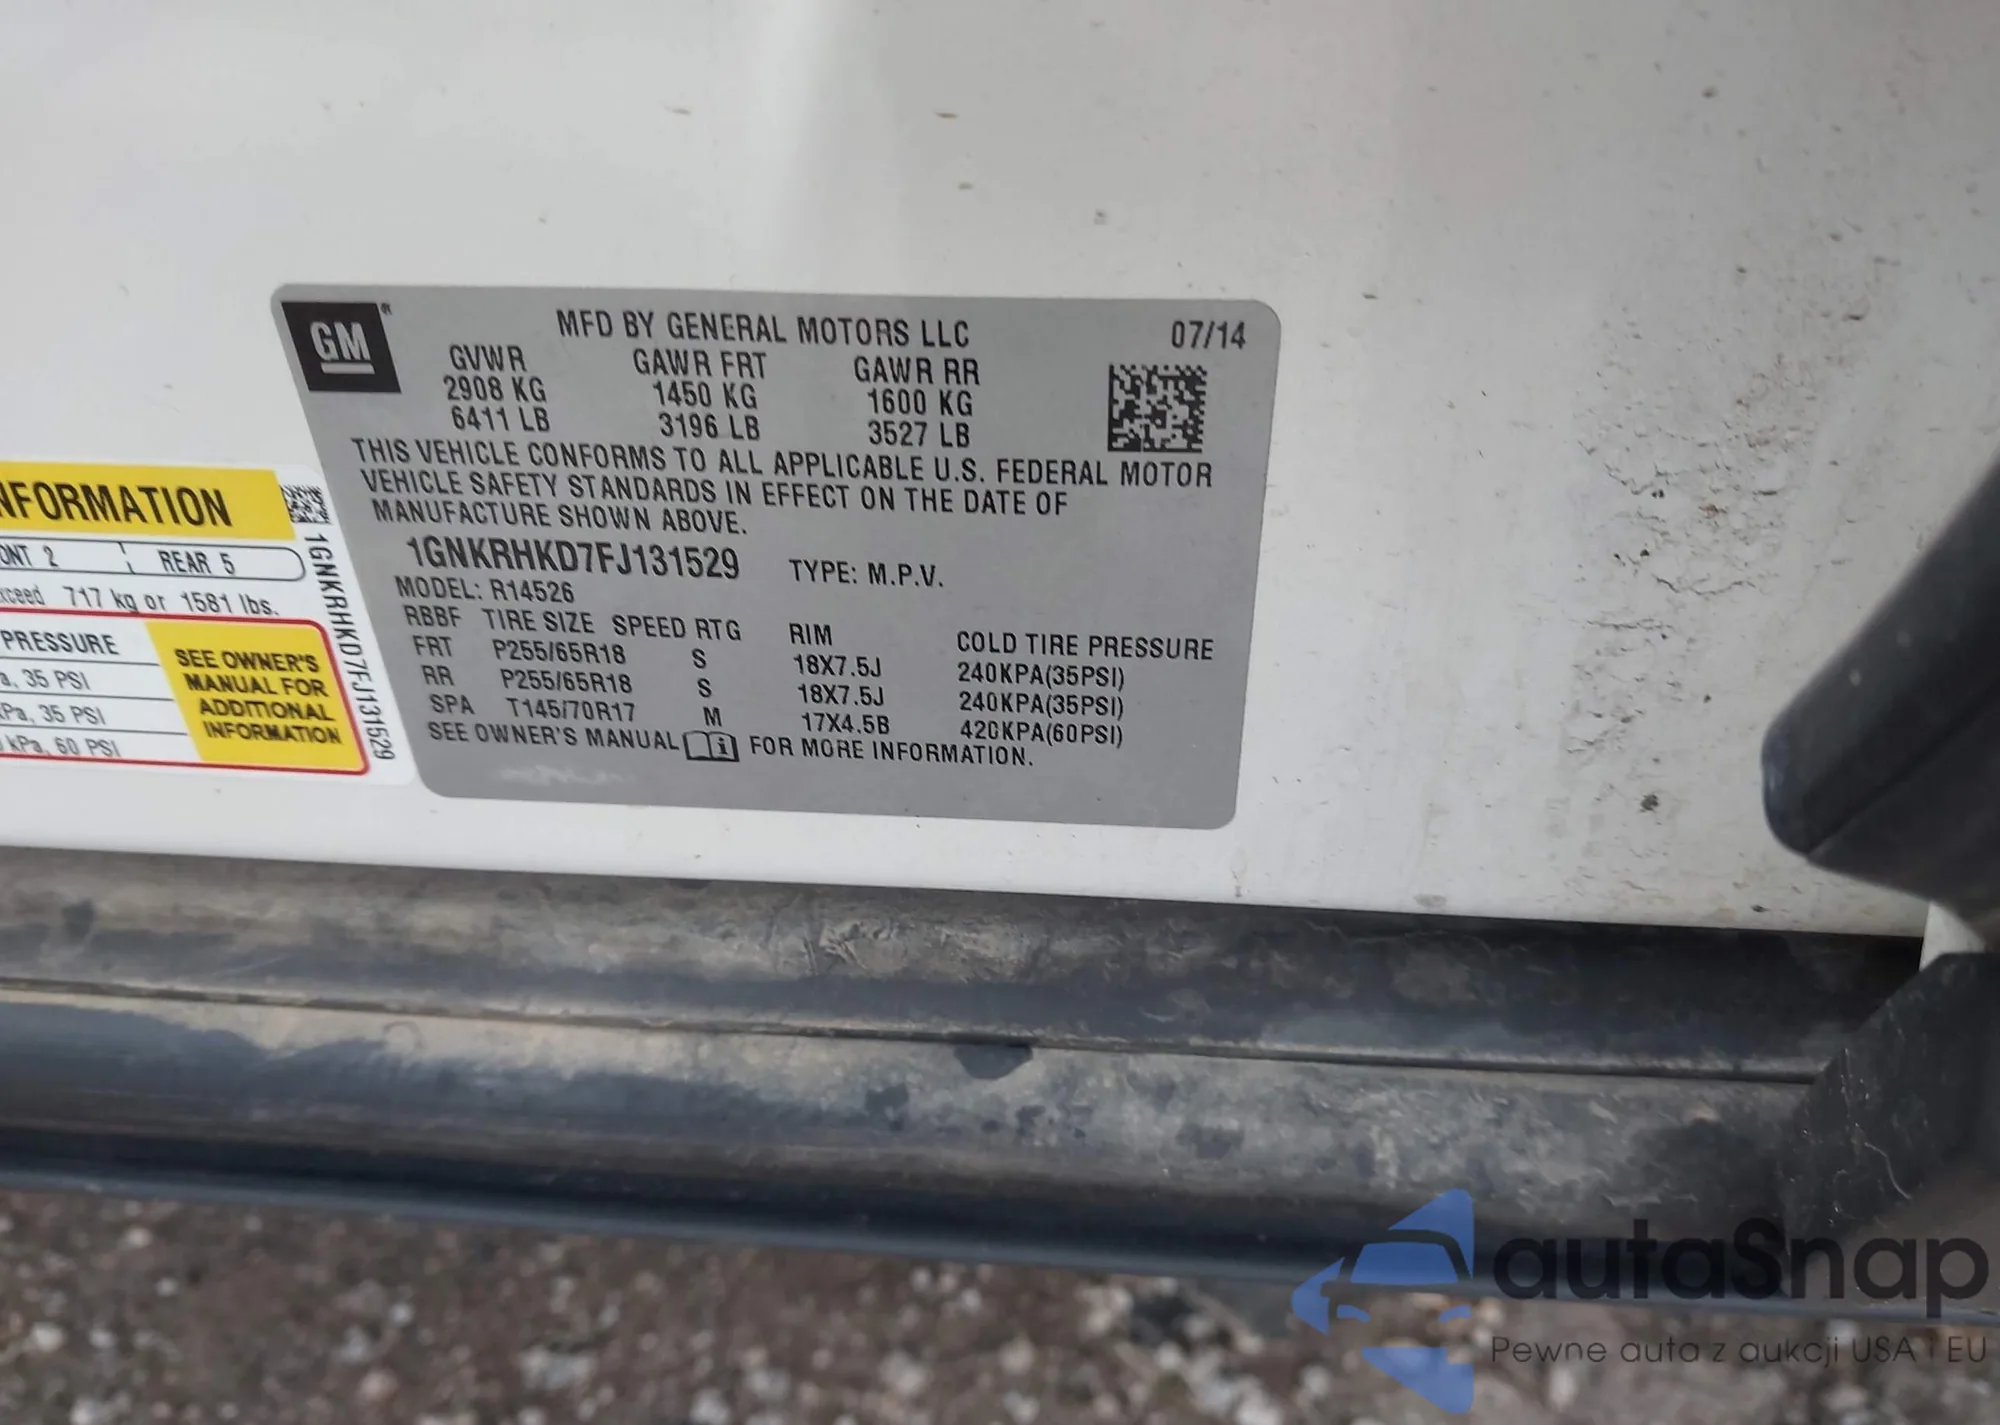 GM
MFD BY GENERAL MOTORS LLC 07/14
GVWR GAWR FRT GAWR RR
2908 KG 1450 KG 1600 KG
6411 LB 3196 LB 3527 LB
THIS VEHICLE CONFORMS TO ALL APPLICABLE U.S. FEDERAL MOTOR
VEHICLE SAFETY STANDARDS IN EFFECT ON THE DATE OF
MANUFACTURE SHOWN ABOVE.
1GNKRHKD7FJ131529 TYPE: M.P.V.
MODEL: R14526
RBBF TIRE SIZE SPEED RTG RIM COLD TIRE PRESSURE
FRT P255/65R18 S 18X7.5J 240KPA(35PSI)
RR P255/65R18 S 18X7.5J 240KPA(35PSI)
SPA T145/70R17 M 17X4.5B 420KPA(60PSI)
SEE OWNER'S MANUAL FOR MORE INFORMATION.
NFORMATION
ONT 2 REAR 5
xceed 717 kg or 1581 lbs.
PRESSURE
a, 35 PSI
Pa, 35 PSI
kPa, 60 PSI
SEE OWNER'S
MANUAL FOR
ADDITIONAL
INFORMATION
1GNKRHKD7FJ131529
autaSnap
Pewne auta z aukcji USA i EU